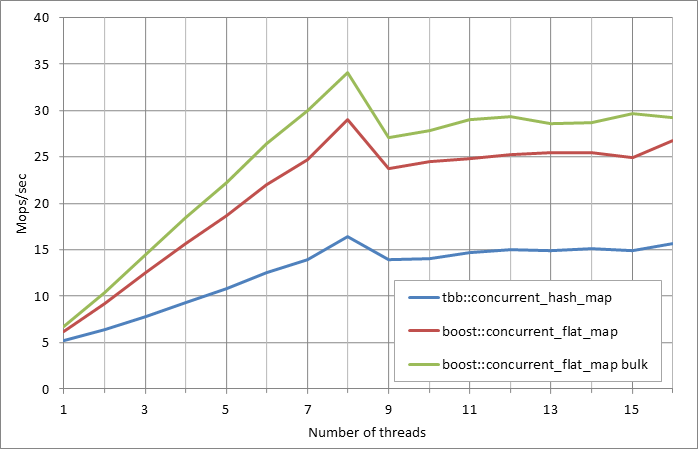 40
35
30
25
20
15
10
5
0
Mops/sec
tbb::concurrent_hash_map
boost::concurrent_flat_map
boost::concurrent_flat_map bulk
1 3 5 7 9 11 13 15
Number of threads